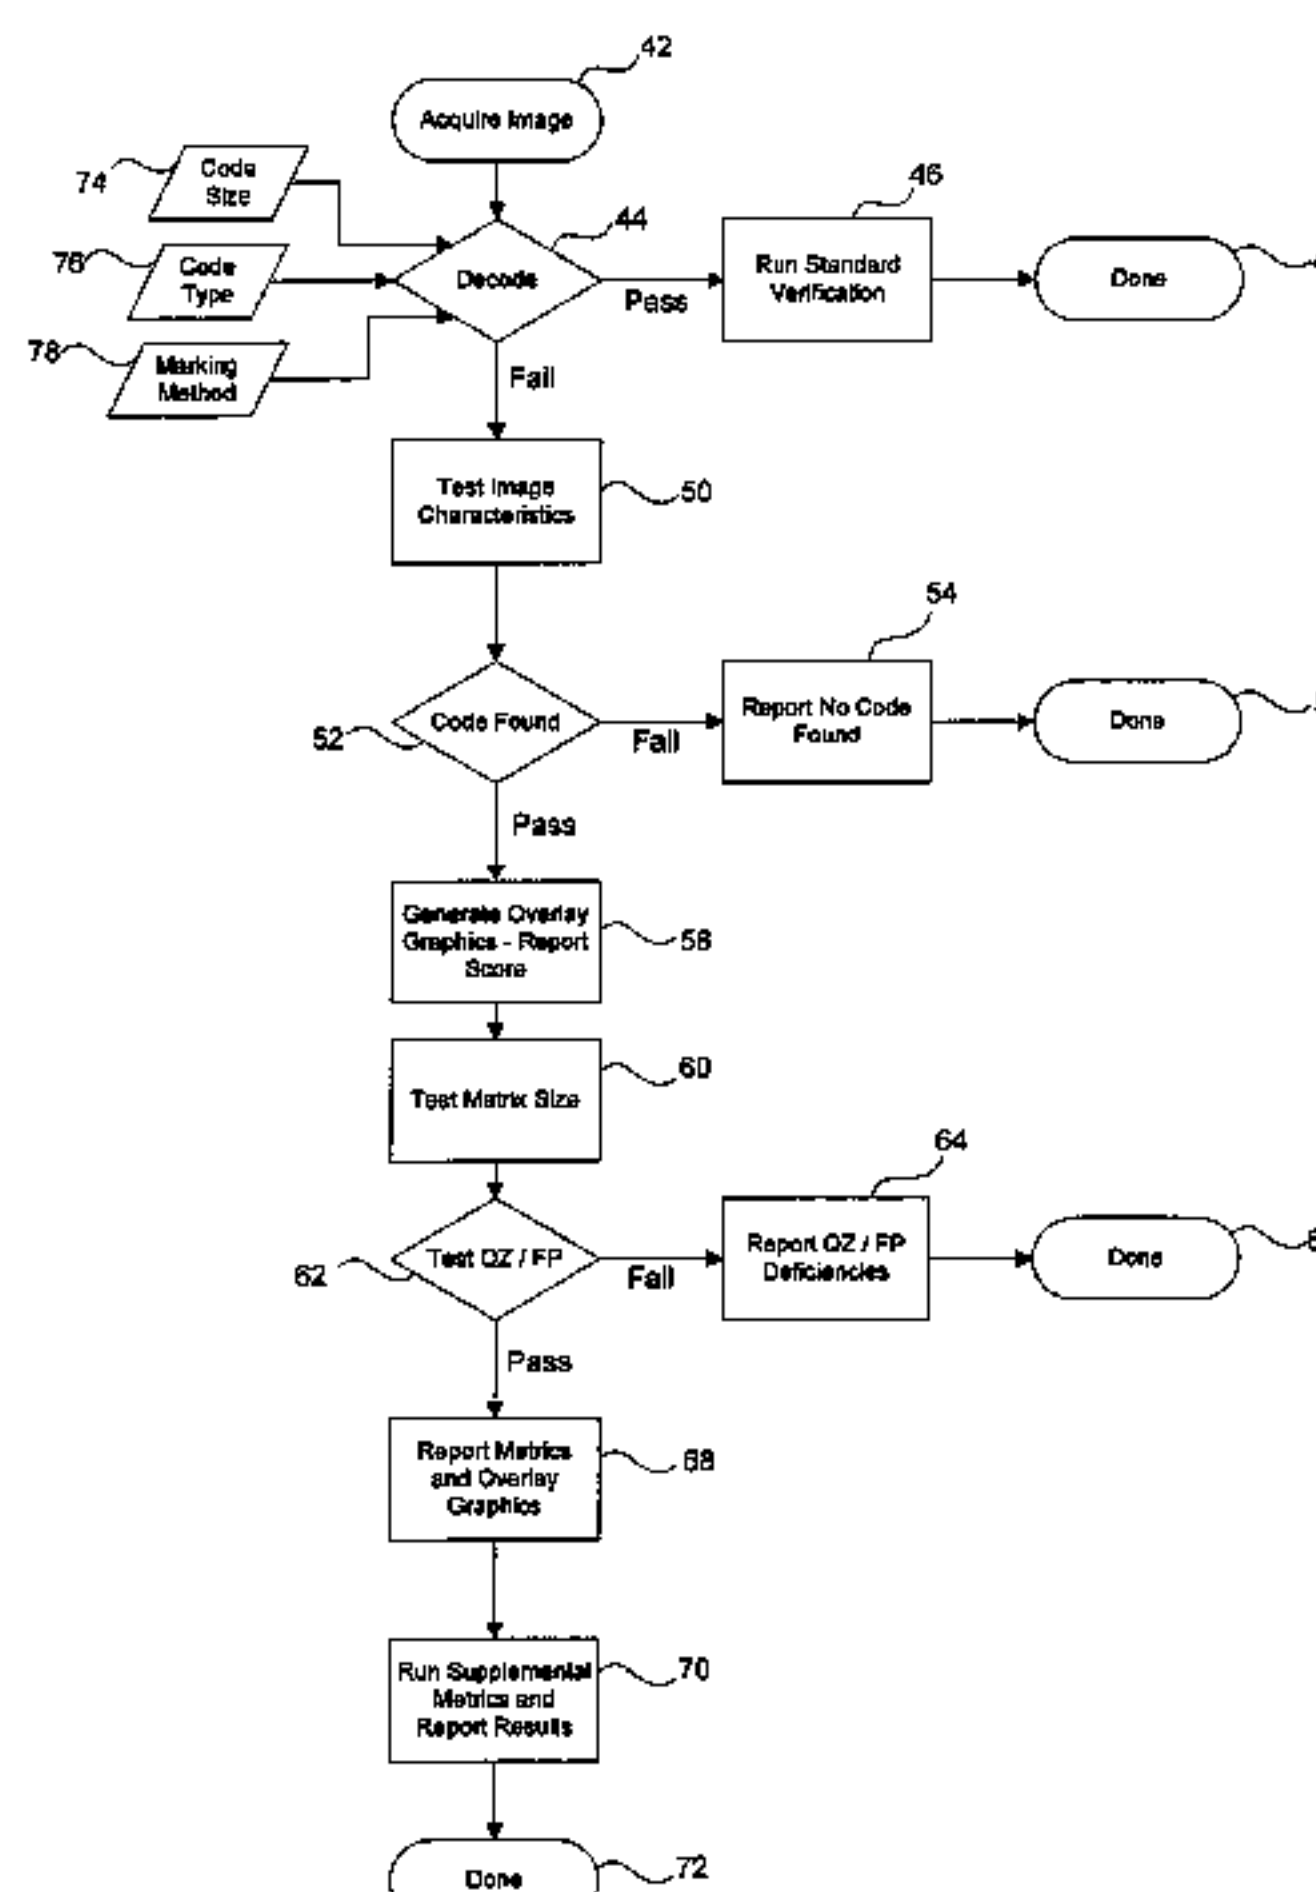 42
Acquire Image
74
Code
Size
44
46
76
Code
Type
Decode
Pass
Run Standard
Verification
Done
78
Marking
Method
Fail
Test Image
Characteristics
50
54
52
Code Found
Fail
Report No Code
Found
Done
Pass
Generate Overlay
Graphics - Report
Score
58
Test Matrix Size
60
64
62
Test QZ / FP
Fail
Report QZ / FP
Deficiencies
Done
Pass
Report Metrics
and Overlay
Graphics
68
Run Supplemental
Metrics and
Report Results
70
Done
72